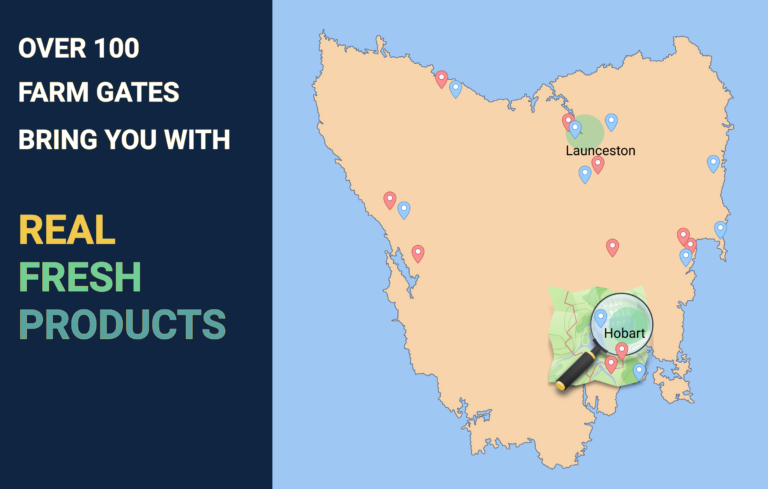 OVER 100
FARM GATES
BRING YOU WITH
REAL
FRESH
PRODUCTS
Launceston
Hobart